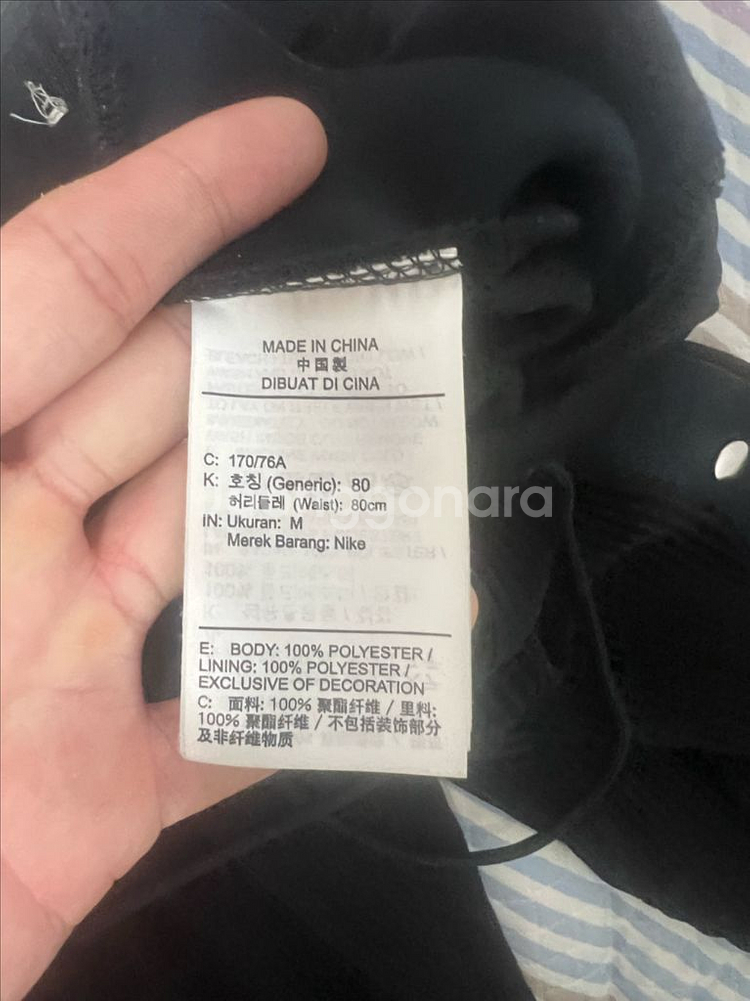 MADE IN CHINA
中国製
DIBUAT DI CINA
C: 170/76A
K: 호칭 (Generic): 80
허리둘레 (Waist): 80cm
IN: Ukuran: M
Merek Barang: Nike
E: BODY: 100% POLYESTER /
LINING: 100% POLYESTER /
EXCLUSIVE OF DECORATION
C: 面料: 100% 聚酯纤维 / 里料:
100% 聚酯纤维 / 不包括装饰部分
及非纤维物质